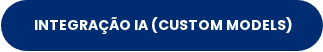 INTEGRAÇÃO IA (CUSTOM MODELS)